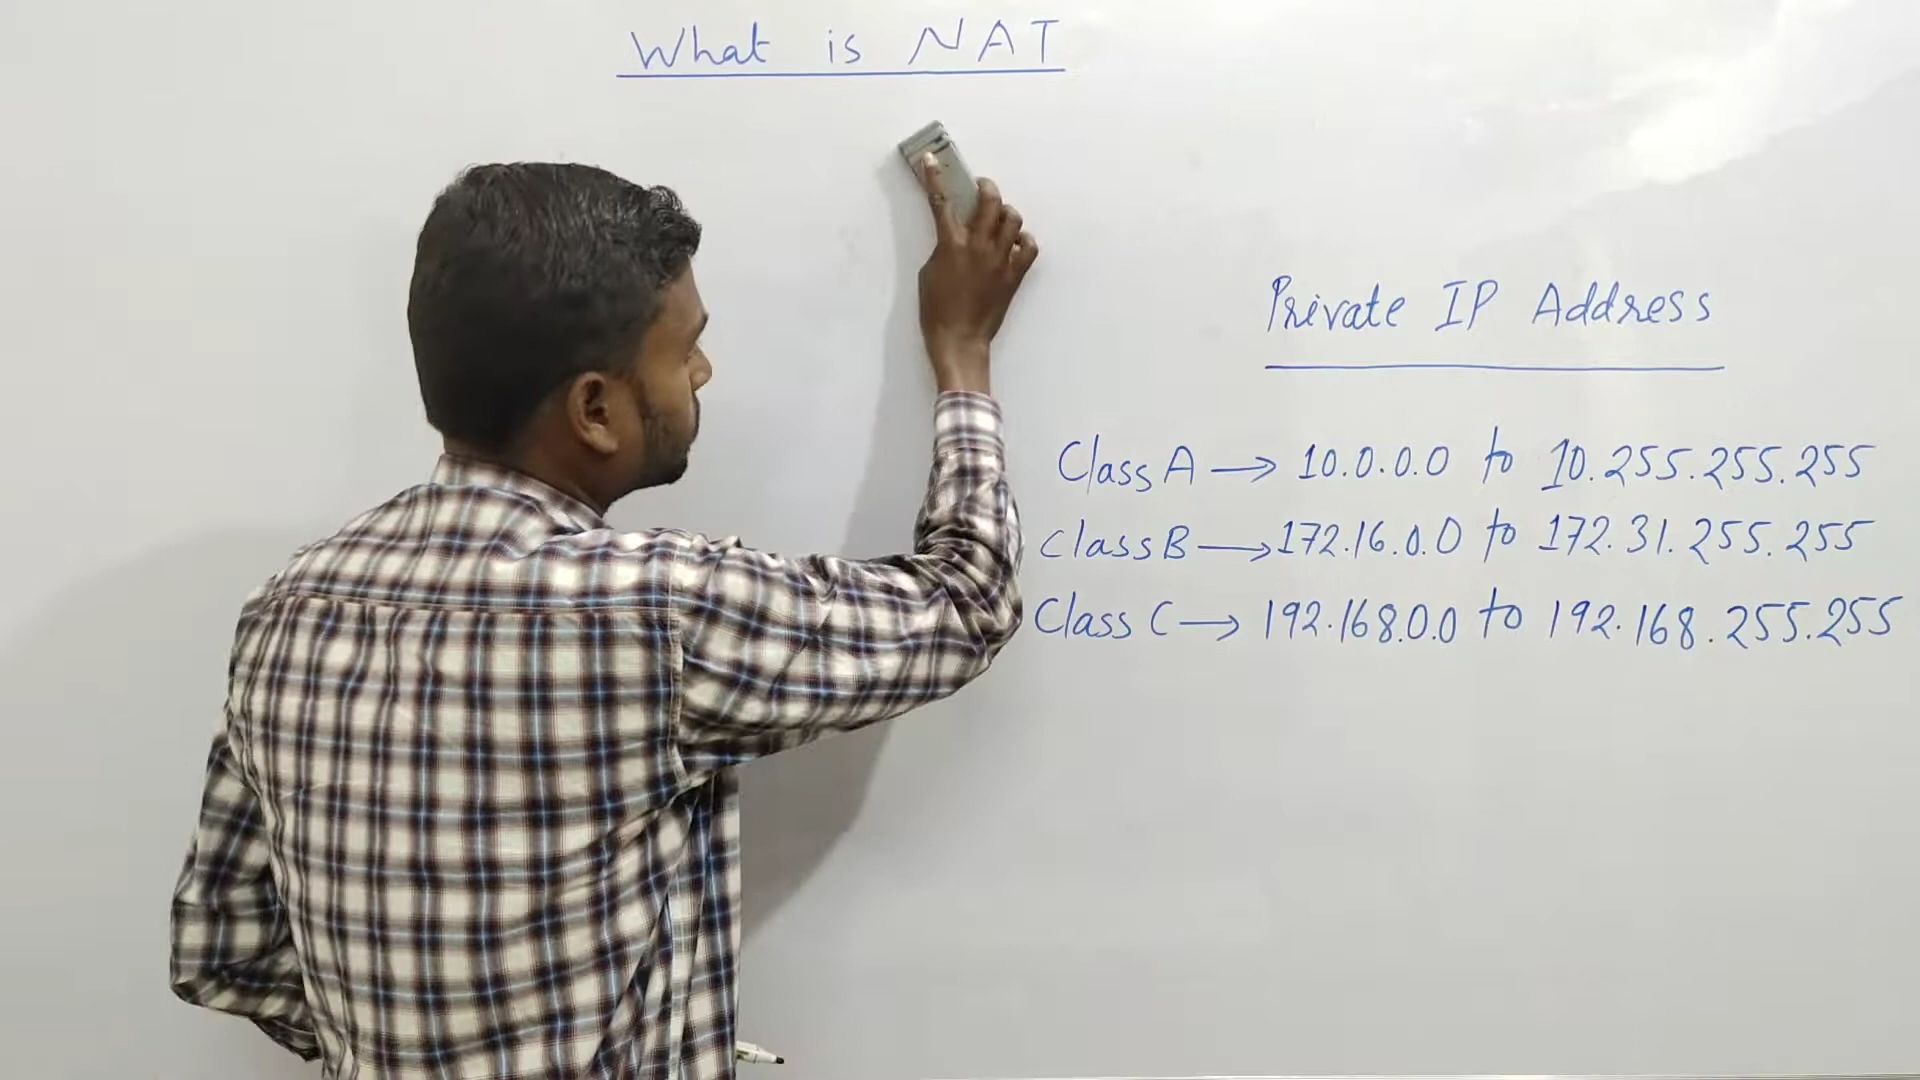 What is NAT
Private IP Address
Class A → 10.0.0.0 to 10.255.255.255
Class B → 172.16.0.0 to 172.31.255.255
Class C → 192.168.0.0 to 192.168.255.255